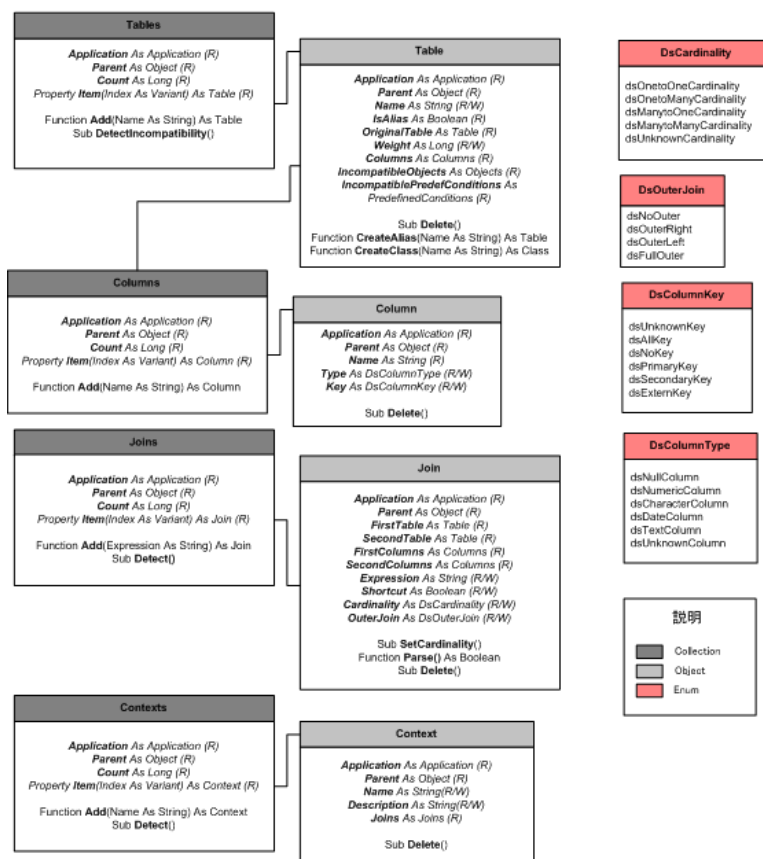 Tables
Application As Application (R)
Parent As Object (R)
Count As Long (R)
Property Item(Index As Variant) As Table (R)
Function Add(Name As String) As Table
Sub DetectIncompatibility()
Table
Application As Application (R)
Parent As Object (R)
Name As String (R/W)
IsAlias As Boolean (R)
OriginalTable As Table (R)
Weight As Long (R/W)
Columns As Columns (R)
IncompatibleObjects As Objects (R)
IncompatiblePredefConditions As
PredefinedConditions (R)
Sub Delete()
Function CreateAlias(Name As String) As Table
Function CreateClass(Name As String) As Class
DsCardinality
dsOnetoOneCardinality
dsOnetoManyCardinality
dsManytoOneCardinality
dsManytoManyCardinality
dsUnknownCardinality
DsOuterJoin
dsNoOuter
dsOuterRight
dsOuterLeft
dsFullOuter
Columns
Application As Application (R)
Parent As Object (R)
Count As Long (R)
Property Item(Index As Variant) As Column (R)
Function Add(Name As String) As Column
Column
Application As Application (R)
Parent As Object (R)
Name As String (R)
Type As DsColumnType (R/W)
Key As DsColumnKey (R/W)
Sub Delete()
DsColumnKey
dsUnknownKey
dsAllKey
dsNoKey
dsPrimaryKey
dsSecondaryKey
dsExternKey
Joins
Application As Application (R)
Parent As Object (R)
Count As Long (R)
Property Item(Index As Variant) As Join (R)
Function Add(Expression As String) As Join
Sub Detect()
Join
Application As Application (R)
Parent As Object (R)
FirstTable As Table (R)
SecondTable As Table (R)
FirstColumns As Columns (R)
SecondColumns As Columns (R)
Expression As String (R/W)
Shortcut As Boolean (R/W)
Cardinality As DsCardinality (R/W)
OuterJoin As DsOuterJoin (R/W)
Sub SetCardinality()
Function Parse() As Boolean
Sub Delete()
DsColumnType
dsNullColumn
dsNumericColumn
dsCharacterColumn
dsDateColumn
dsTextColumn
dsUnknownColumn
説明
Collection
Object
Enum
Contexts
Application As Application (R)
Parent As Object (R)
Count As Long (R)
Property Item(Index As Variant) As Context (R)
Function Add(Name As String) As Context
Sub Detect()
Context
Application As Application (R)
Parent As Object (R)
Name As String(R/W)
Description As String(R/W)
Joins As Joins (R)
Sub Delete()